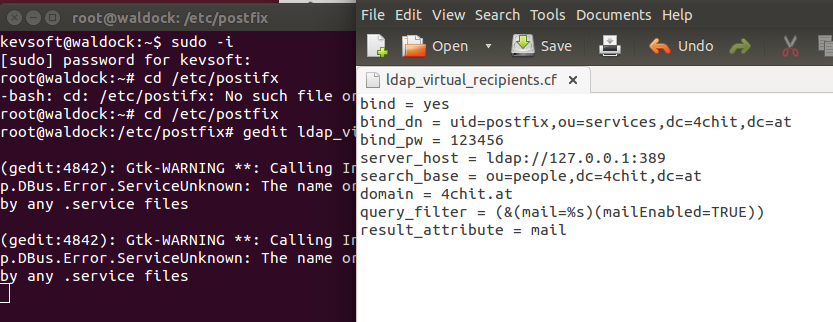 root@waldock: /etc/postfix
kevsoft@waldock:~$ sudo -i
[sudo] password for kevsoft:
root@waldock:~# cd /etc/postifx
-bash: cd: /etc/postifx: No such file or
root@waldock:~# cd /etc/postfix
root@waldock:/etc/postfix# gedit ldap_vi
(gedit:4842): Gtk-WARNING **: Calling In
p.DBus.Error.ServiceUnknown: The name or
by any .service files
(gedit:4842): Gtk-WARNING **: Calling In
p.DBus.Error.ServiceUnknown: The name or
by any .service files
File Edit View Search Tools Documents Help
Open Save Undo
ldap_virtual_recipients.cf
bind = yes
bind_dn = uid=postfix,ou=services,dc=4chit,dc=at
bind_pw = 123456
server_host = ldap://127.0.0.1:389
search_base = ou=people,dc=4chit,dc=at
domain = 4chit.at
query_filter = (&(mail=%s)(mailEnabled=TRUE))
result_attribute = mail